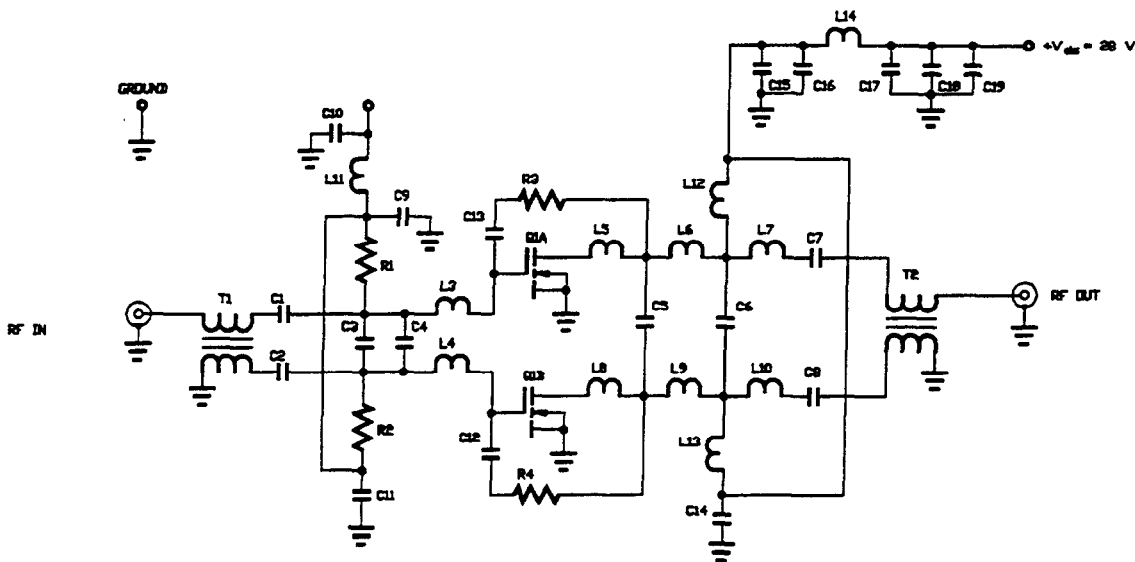 L14
+Vdss = 28 V
C15
C16
C17
C18
C19
GROUND
C10
L11
C9
R3
L12
C13
Q1A
L5
L6
L7
C7
R1
T2
L3
T1
C1
C3
C4
C5
C6
RF IN
RF OUT
L4
C2
Q1B
L8
L9
L10
C8
R2
C12
L13
R4
C11
C14